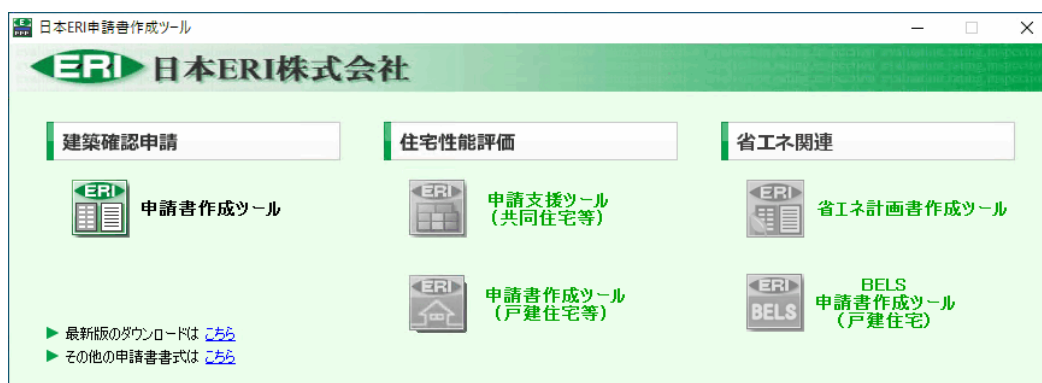 日本ERI申請書作成ツール
ERI 日本ERI株式会社
建築確認申請
ERI
申請書作成ツール
最新版のダウンロードは こちら
その他の申請書書式は こちら
住宅性能評価
ERI
申請支援ツール
(共同住宅等)
ERI
申請書作成ツール
(戸建住宅等)
省エネ関連
ERI
省エネ計画書作成ツール
ERI
BELS
BELS
申請書作成ツール
(戸建住宅)